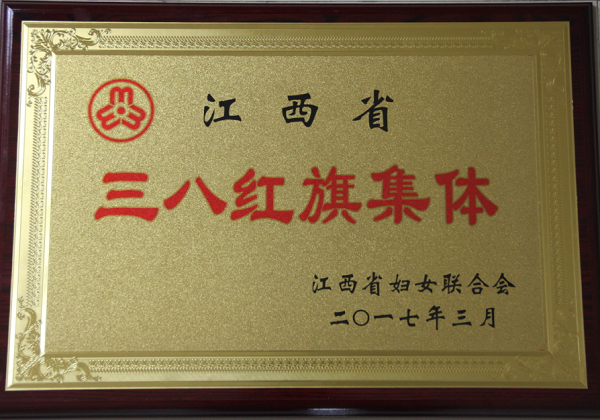 江西省
三八红旗集体
江西省妇女联合会
二〇一七年三月